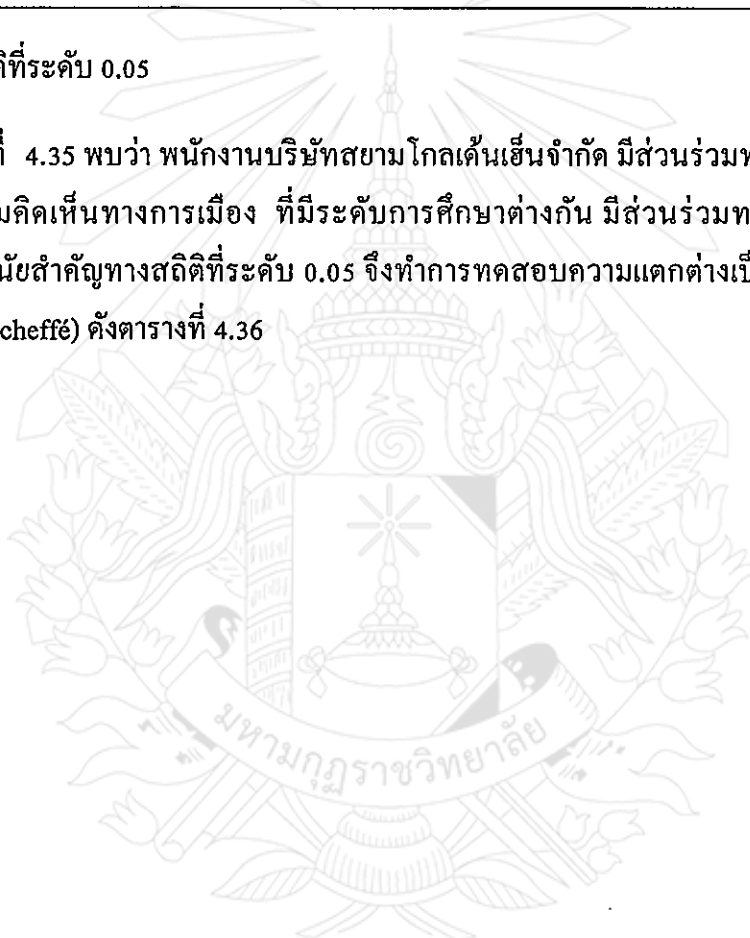 ติที่ระดับ 0.05
ที่ 4.35 พบว่า พนักงานบริษัทสยามโกลเด้นเฮ็นจำกัด มีส่วนร่วมท
มคิดเห็นทางการเมือง ที่มีระดับการศึกษาต่างกัน มีส่วนร่วมท
นัยสำคัญทางสถิติที่ระดับ 0.05 จึงทำการทดสอบความแตกต่างเป็
cheffé) ดังตารางที่ 4.36
มหามกุฏราชวิทยาลัย